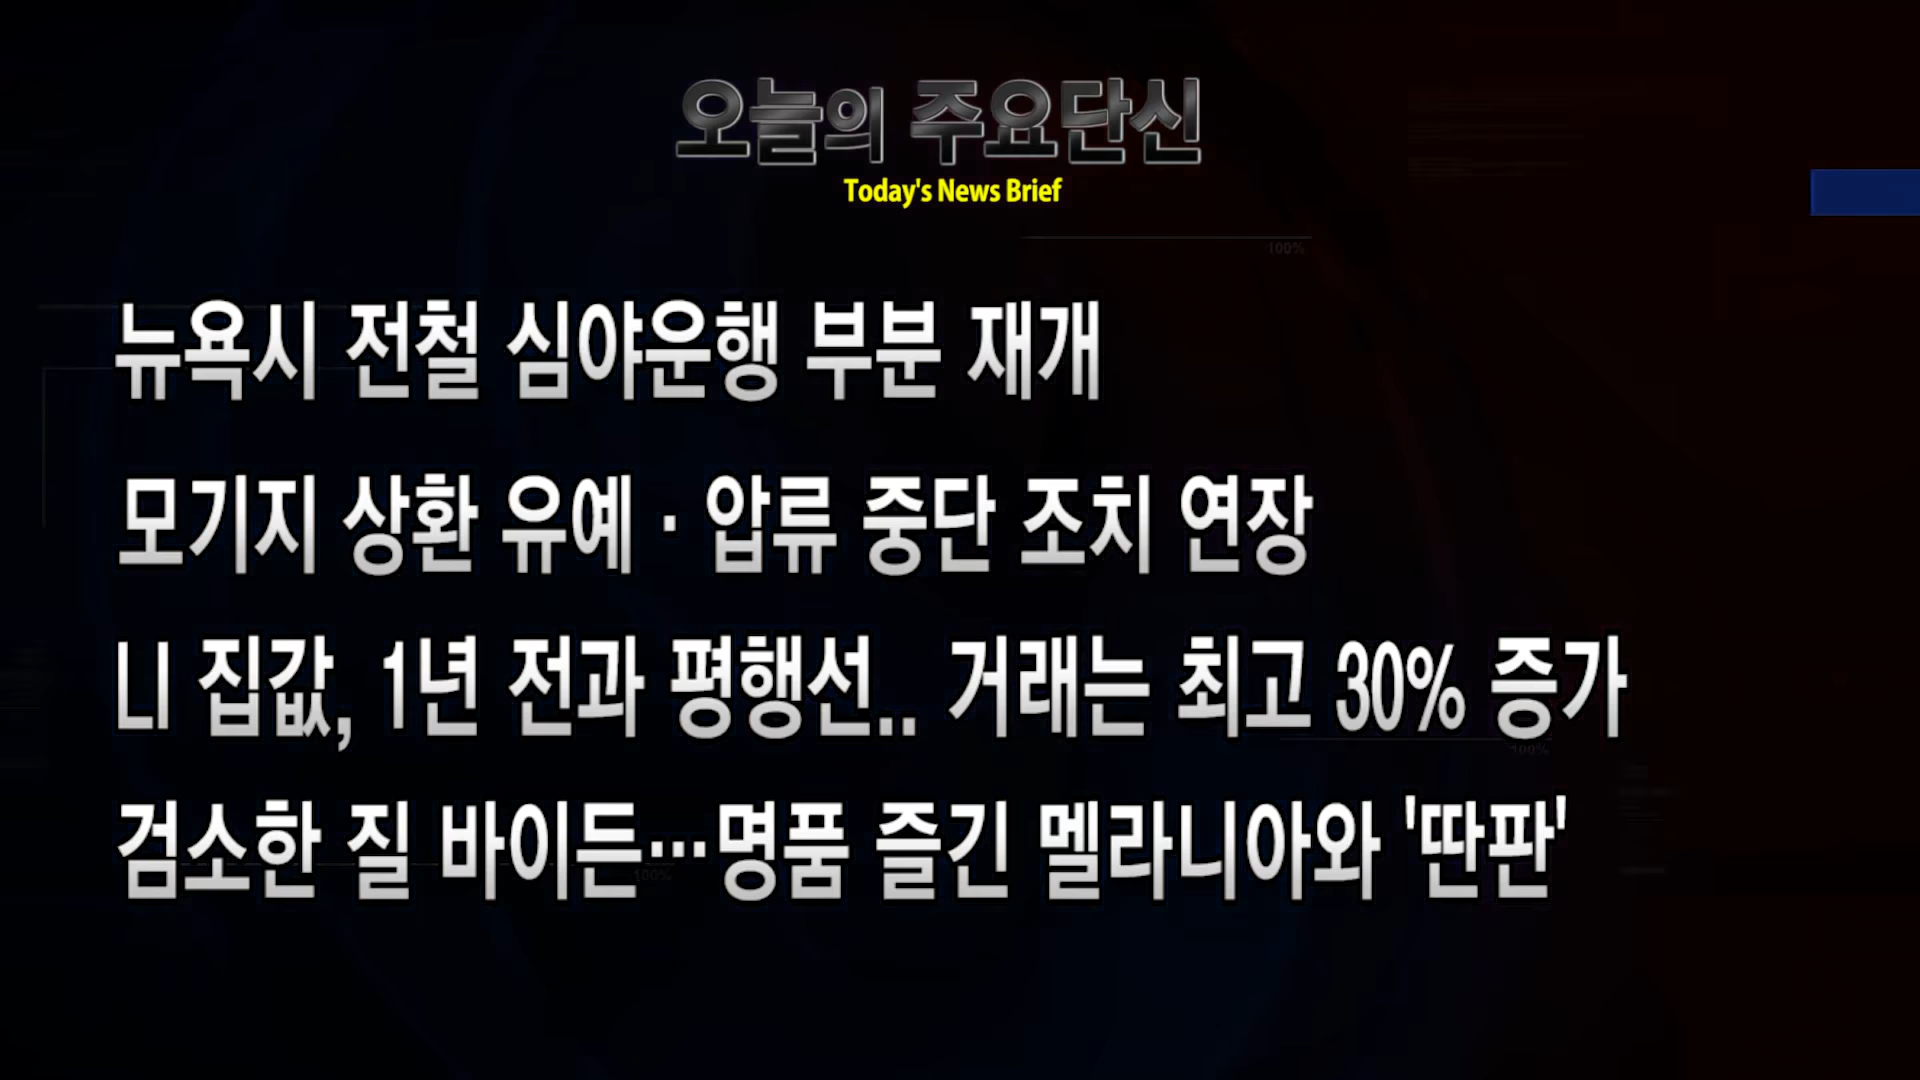 오늘의 주요단신
Today's News Brief
100%
뉴욕시 전철 심야운행 부분 재개
모기지 상환 유예 · 압류 중단 조치 연장
LI 집값, 1년 전과 평행선.. 거래는 최고 30% 증가
100%
검소한 질 바이든…명품 즐긴 멜라니아와 '딴판'
100%